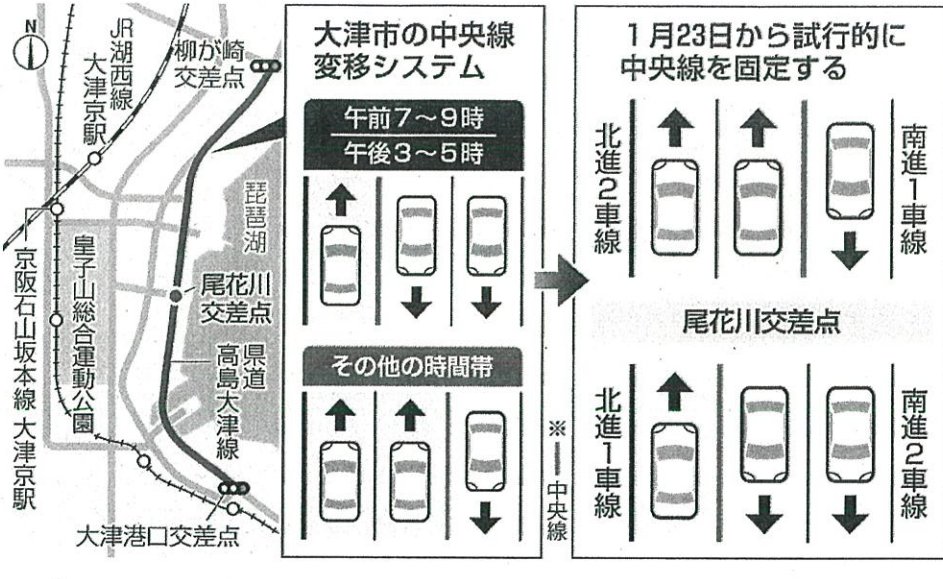 N
JR湖西線
大津京駅
柳が崎
交差点
琵琶湖
尾花川
交差点
県道
高島大津線
皇子山総合運動公園
京阪石山坂本線 大津京駅
大津港口交差点
大津市の中央線
変移システム
午前7〜9時
午後3〜5時
その他の時間帯
※
中央線
1月23日から試行的に
中央線を固定する
北進2車線
南進1車線
尾花川交差点
北進1車線
南進2車線